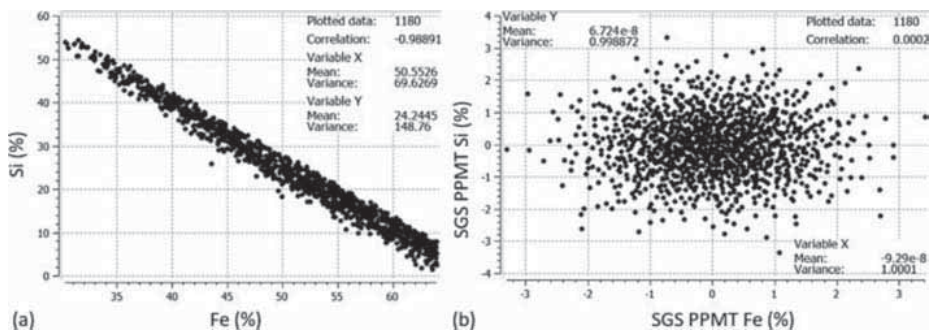 60
50
40
30
20
10
0
Si (%)
Plotted data: 1180
Correlation: -0.98891
Variable X
Mean: 50.5526
Variance: 69.6269
Variable Y
Mean: 24.2445
Variance: 148.76
35 40 45 50 55 60
(a) Fe (%)
4
3
2
1
0
-1
-2
-3
-4
SGS PPMT Si (%)
Variable Y
Mean: 6.724e-8
Variance: 0.998872
Plotted data: 1180
Correlation: 0.0002
Variable X
Mean: -9.29e-8
Variance: 1.0001
-3 -2 -1 0 1 2 3
(b) SGS PPMT Fe (%)